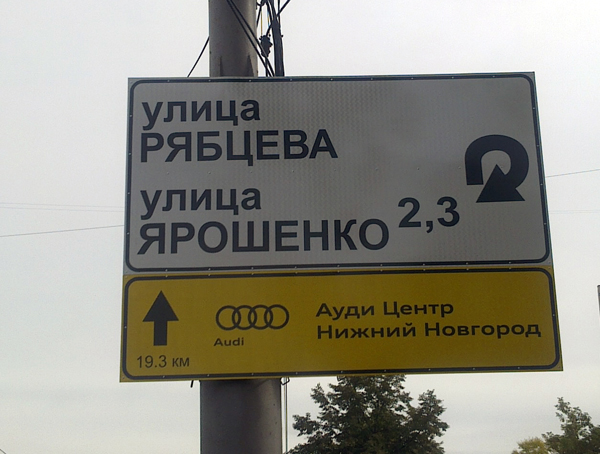 улица
РЯБЦЕВА
улица
ЯРОШЕНКО 2,3
Ауди Центр
Нижний Новгород
Audi
19.3 км